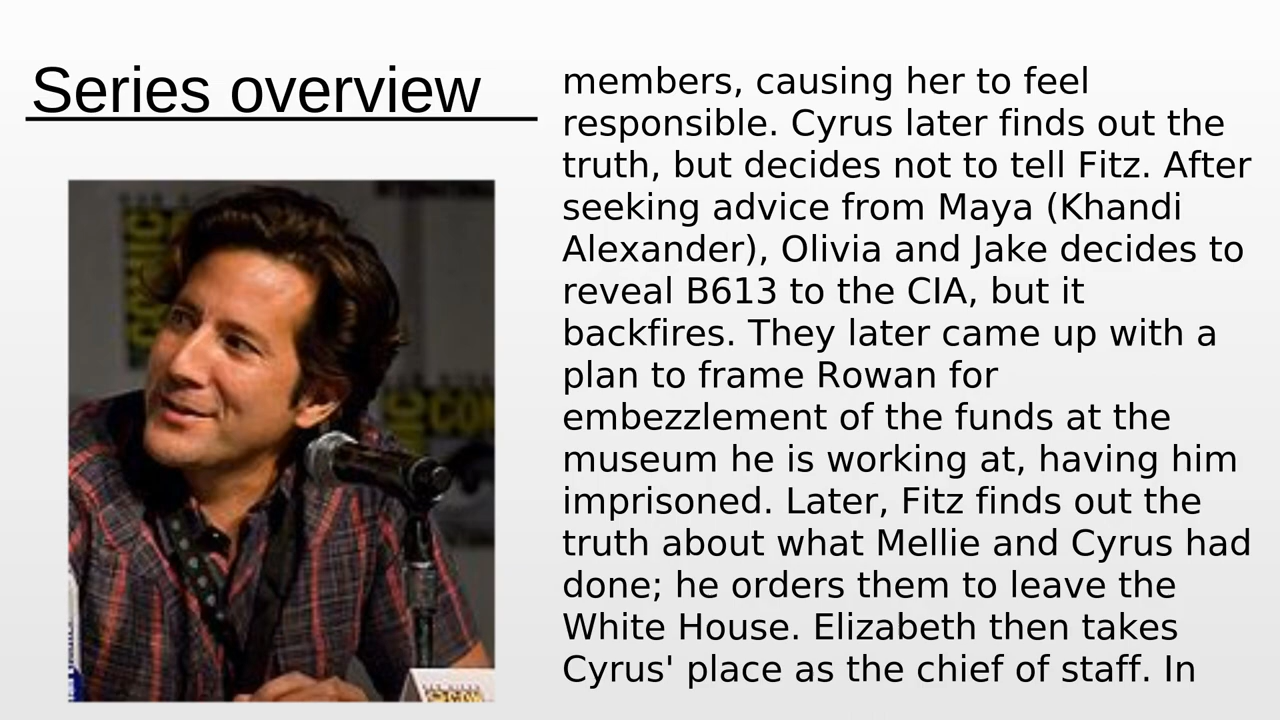 Series overview
members, causing her to feel
responsible. Cyrus later finds out the
truth, but decides not to tell Fitz. After
seeking advice from Maya (Khandi
Alexander), Olivia and Jake decides to
reveal B613 to the CIA, but it
backfires. They later came up with a
plan to frame Rowan for
embezzlement of the funds at the
museum he is working at, having him
imprisoned. Later, Fitz finds out the
truth about what Mellie and Cyrus had
done; he orders them to leave the
White House. Elizabeth then takes
Cyrus' place as the chief of staff. In